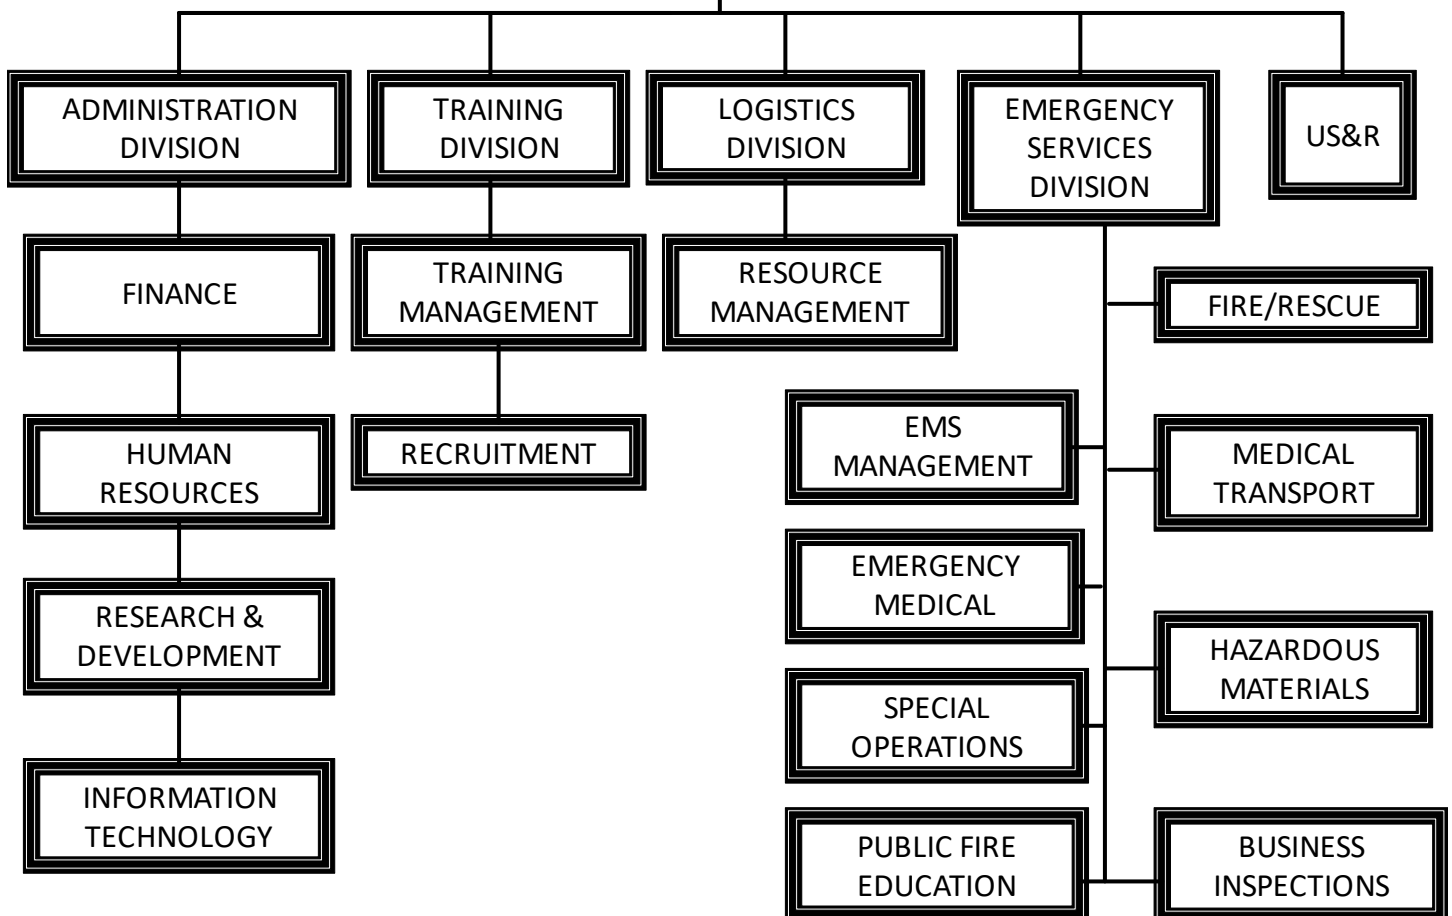 ADMINISTRATION
DIVISION
TRAINING
DIVISION
LOGISTICS
DIVISION
EMERGENCY
SERVICES
DIVISION
US&R
FINANCE
TRAINING
MANAGEMENT
RESOURCE
MANAGEMENT
FIRE/RESCUE
HUMAN
RESOURCES
RECRUITMENT
EMS
MANAGEMENT
MEDICAL
TRANSPORT
RESEARCH &
DEVELOPMENT
EMERGENCY
MEDICAL
HAZARDOUS
MATERIALS
SPECIAL
OPERATIONS
INFORMATION
TECHNOLOGY
PUBLIC FIRE
EDUCATION
BUSINESS
INSPECTIONS